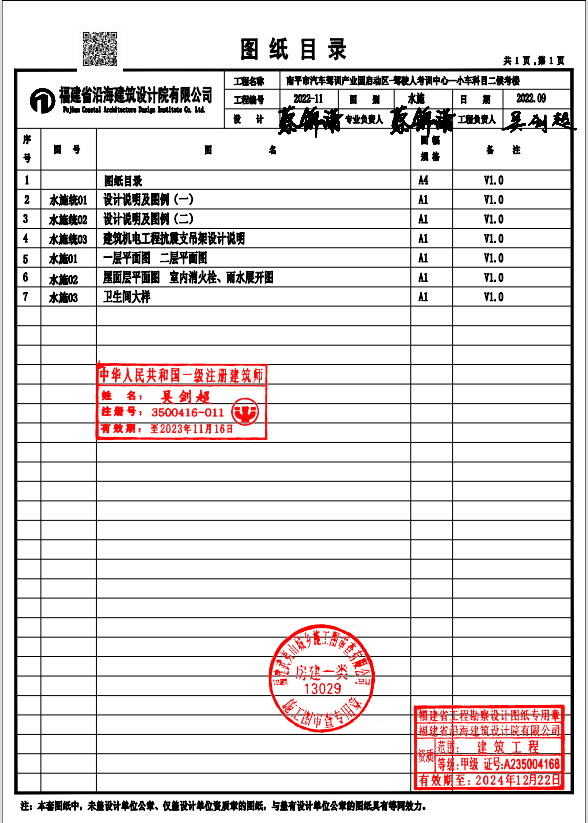 图纸目录
共 1 页,第 1 页
福建省沿海建筑设计院有限公司
Fujian Coastal Architecture Design Institute Co. Ltd.
工程名称 南平市汽车驾训产业园启动区-驾驶人考训中心-小车科目二候考楼
工程编号 2022-11 图 别 水施 日 期 2022.09
设 计 专业负责人 工程负责人 吴剑超
序号 图 号 图 名 图幅规格 备 注
1 图纸目录 A4 V1.0
2 水施统01 设计说明及图例(一) A1 V1.0
3 水施统02 设计说明及图例(二) A1 V1.0
4 水施统03 建筑机电工程抗震支吊架设计说明 A1 V1.0
5 水施01 一层平面图 二层平面图 A1 V1.0
6 水施02 屋面层平面图 室内消火栓、雨水展开图 A1 V1.0
7 水施03 卫生间大样 A1 V1.0
中华人民共和国一级注册建筑师
姓 名: 吴剑超
注册号: 3500416-011
有效期: 至2023年11月16日
房建一类
13029
施工图审查专用章
福建省工程勘察设计图纸专用章
福建省沿海建筑设计院有限公司
资质 范围: 建筑工程
等级:甲级 证号:A235004168
有效期至: 2024年12月22日
注: 本套图纸中, 未盖设计单位公章、仅盖设计单位资质章的图纸, 与盖有设计单位公章的图纸具有等同效力。